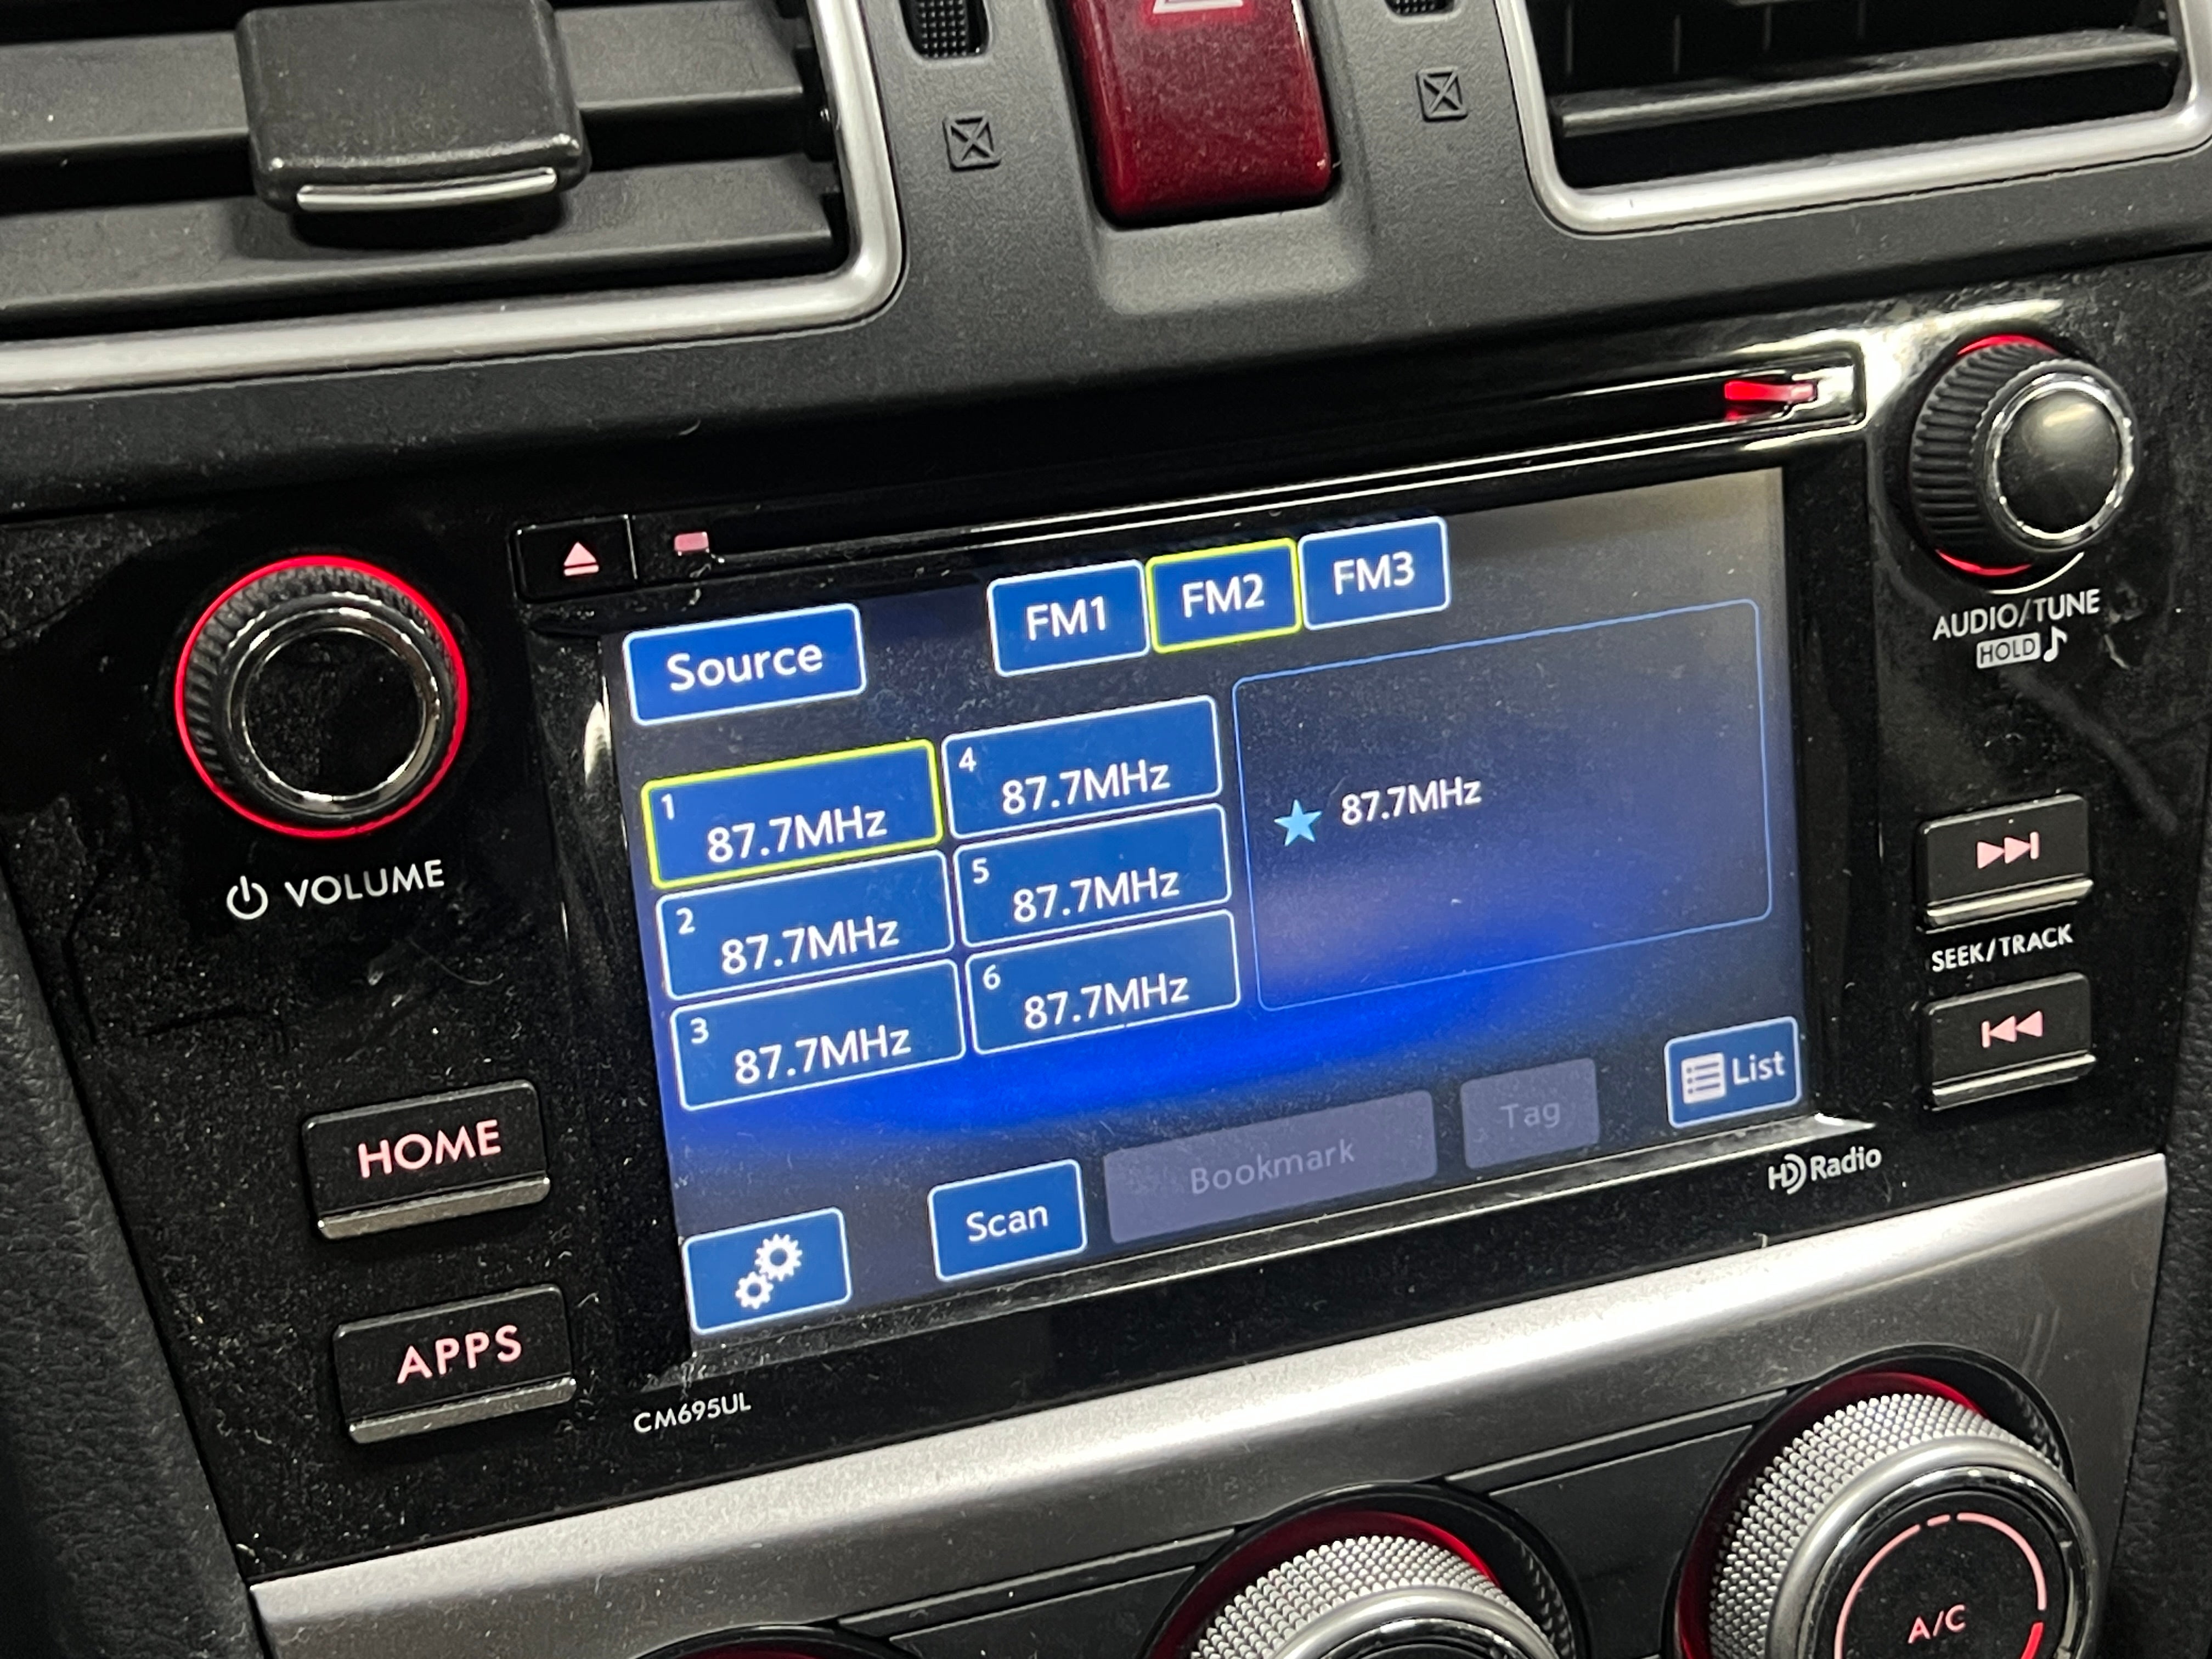 FM1 FM2 FM3
Source
1 87.7MHz
2 87.7MHz
3 87.7MHz
4 87.7MHz
5 87.7MHz
6 87.7MHz
87.7MHz
Scan
Bookmark
Tag
List
VOLUME
HOME
APPS
CM695UL
AUDIO/TUNE
HOLD
SEEK/TRACK
HD Radio
A/C